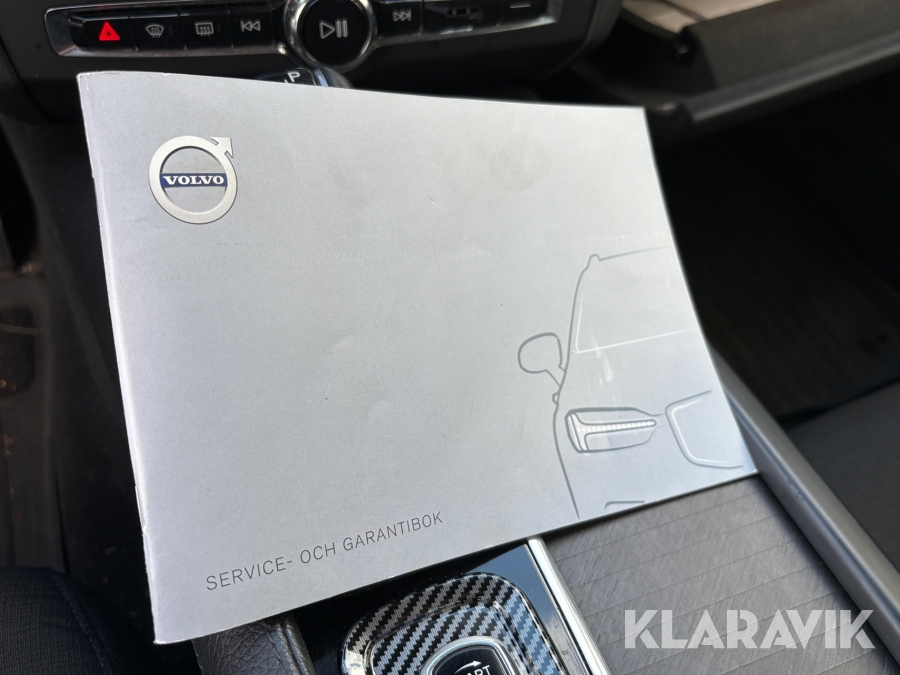 P
VOLVO
SERVICE- OCH GARANTIBOK
KLARAVIK